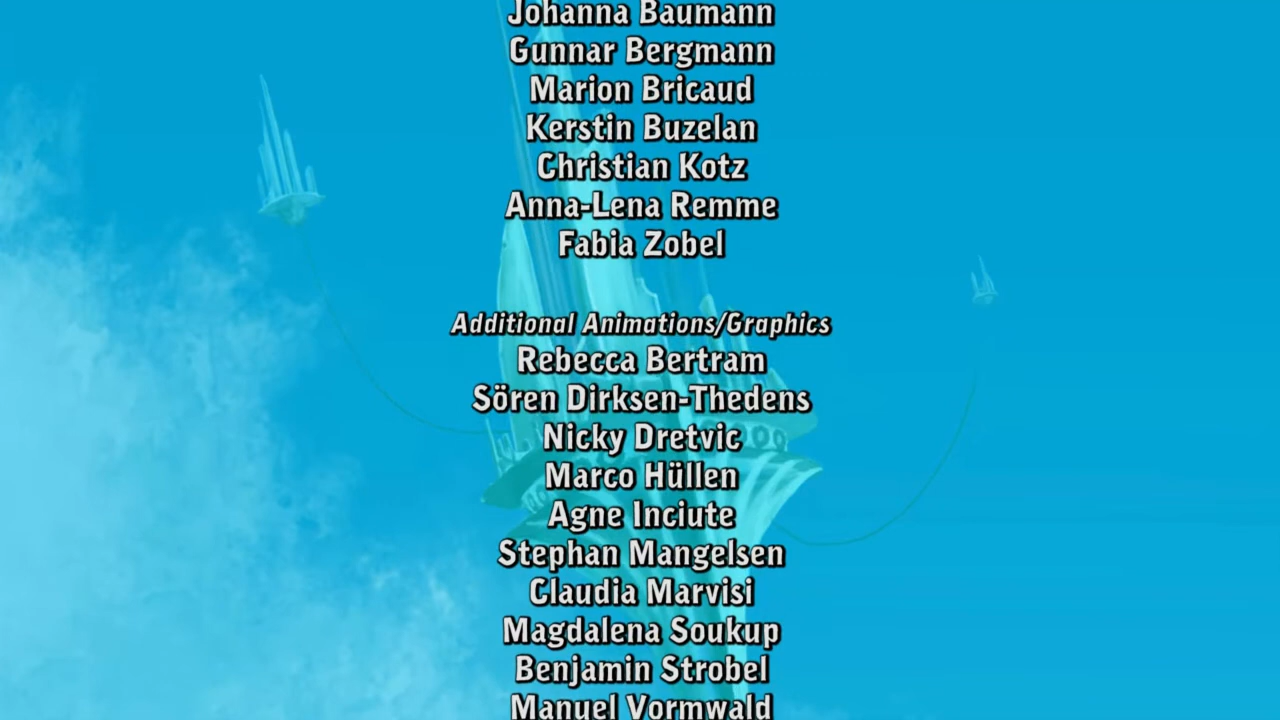 Johanna Baumann
Gunnar Bergmann
Marion Bricaud
Kerstin Buzelan
Christian Kotz
Anna-Lena Remme
Fabia Zobel
Additional Animations/Graphics
Rebecca Bertram
Sören Dirksen-Thedens
Nicky Dretvic
Marco Hüllen
Agne Inciute
Stephan Mangelsen
Claudia Marvisi
Magdalena Soukup
Benjamin Strobel
Manuel Vormwald